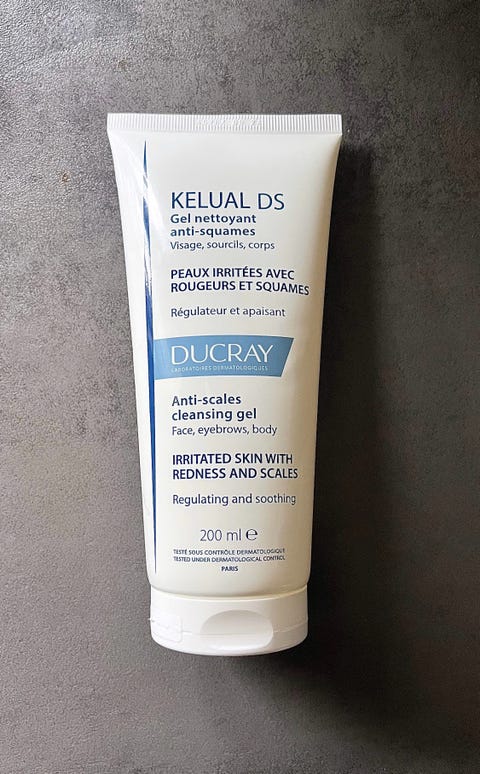 KELUAL DS
Gel nettoyant
anti-squames
Visage, sourcils, corps
PEAUX IRRITÉES AVEC
ROUGEURS ET SQUAMES
Régulateur et apaisant
DUCRAY
LABORATOIRES DERMATOLOGIQUES
Anti-scales
cleansing gel
Face, eyebrows, body
IRRITATED SKIN WITH
REDNESS AND SCALES
Regulating and soothing
200 ml ℮
TESTÉ SOUS CONTRÔLE DERMATOLOGIQUE
TESTED UNDER DERMATOLOGICAL CONTROL
PARIS